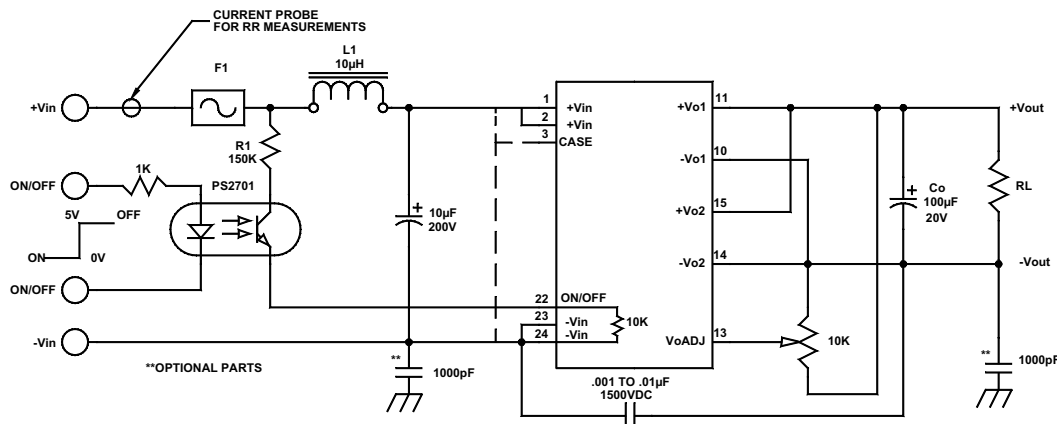 CURRENT PROBE
FOR RR MEASUREMENTS
L1
10µH
F1
+Vin
1
+Vin
2
+Vin
3
CASE
+Vo1
11
+Vout
-Vo1
10
R1
150K
1K
PS2701
ON/OFF
5V
OFF
ON
0V
ON/OFF
+
10µF
200V
+Vo2
15
+
Co
100µF
20V
RL
-Vo2
14
-Vout
22
ON/OFF
23
-Vin
24
-Vin
10K
VoADJ
13
10K
-Vin
**OPTIONAL PARTS
**
1000pF
.001 TO .01µF
1500VDC
**
1000pF